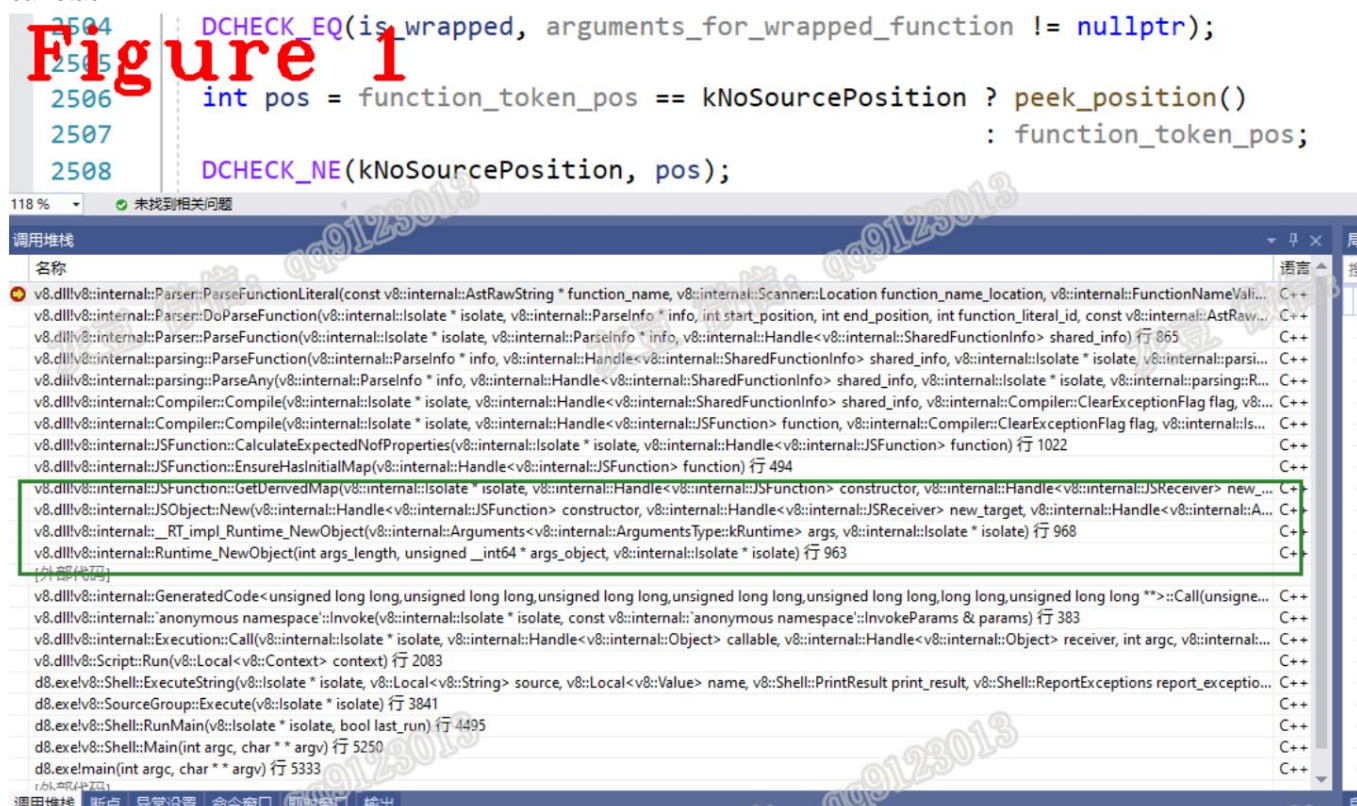 2504 DCHECK_EQ(is_wrapped, arguments_for_wrapped_function != nullptr);
Figure 1
2505
2506 int pos = function_token_pos == kNoSourcePosition ? peek_position()
2507 : function_token_pos;
2508 DCHECK_NE(kNoSourcePosition, pos);
118 % 未找到相关问题
调用堆栈
名称 语言
v8.dll!v8::internal::Parser::ParseFunctionLiteral(const v8::internal::AstRawString * function_name, v8::internal::Scanner::Location function_name_location, v8::internal::FunctionNameVali... C++
v8.dll!v8::internal::Parser::DoParseFunction(v8::internal::Isolate * isolate, v8::internal::ParseInfo * info, int start_position, int end_position, int function_literal_id, const v8::internal::AstRaw... C++
v8.dll!v8::internal::Parser::ParseFunction(v8::internal::Isolate * isolate, v8::internal::ParseInfo * info, v8::internal::Handle<v8::internal::SharedFunctionInfo> shared_info) 行 865 C++
v8.dll!v8::internal::parsing::ParseFunction(v8::internal::ParseInfo * info, v8::internal::Handle<v8::internal::SharedFunctionInfo> shared_info, v8::internal::Isolate * isolate, v8::internal::parsi... C++
v8.dll!v8::internal::parsing::ParseAny(v8::internal::ParseInfo * info, v8::internal::Handle<v8::internal::SharedFunctionInfo> shared_info, v8::internal::Isolate * isolate, v8::internal::parsing::R... C++
v8.dll!v8::internal::Compiler::Compile(v8::internal::Isolate * isolate, v8::internal::Handle<v8::internal::SharedFunctionInfo> shared_info, v8::internal::Compiler::ClearExceptionFlag flag, v8:... C++
v8.dll!v8::internal::Compiler::Compile(v8::internal::Isolate * isolate, v8::internal::Handle<v8::internal::JSFunction> function, v8::internal::Compiler::ClearExceptionFlag flag, v8::internal::Is... C++
v8.dll!v8::internal::JSFunction::CalculateExpectedNofProperties(v8::internal::Isolate * isolate, v8::internal::Handle<v8::internal::JSFunction> function) 行 1022 C++
v8.dll!v8::internal::JSFunction::EnsureHasInitialMap(v8::internal::Handle<v8::internal::JSFunction> function) 行 494 C++
v8.dll!v8::internal::JSFunction::GetDerivedMap(v8::internal::Isolate * isolate, v8::internal::Handle<v8::internal::JSFunction> constructor, v8::internal::Handle<v8::internal::JSReceiver> new_... C++
v8.dll!v8::internal::JSObject::New(v8::internal::Handle<v8::internal::JSFunction> constructor, v8::internal::Handle<v8::internal::JSReceiver> new_target, v8::internal::Handle<v8::internal::A... C++
v8.dll!v8::internal::__RT_impl_Runtime_NewObject(v8::internal::Arguments<v8::internal::ArgumentsType::kRuntime> args, v8::internal::Isolate * isolate) 行 968 C++
v8.dll!v8::internal::Runtime_NewObject(int args_length, unsigned __int64 * args_object, v8::internal::Isolate * isolate) 行 963 C++
[外部代码]
v8.dll!v8::internal::GeneratedCode<unsigned long long,unsigned long long,unsigned long long,unsigned long long,unsigned long long,long long,unsigned long long **>::Call(unsigne... C++
v8.dll!v8::internal::`anonymous namespace'::Invoke(v8::internal::Isolate * isolate, const v8::internal::`anonymous namespace'::InvokeParams & params) 行 383 C++
v8.dll!v8::internal::Execution::Call(v8::internal::Isolate * isolate, v8::internal::Handle<v8::internal::Object> callable, v8::internal::Handle<v8::internal::Object> receiver, int argc, v8::internal:... C++
v8.dll!v8::Script::Run(v8::Local<v8::Context> context) 行 2083 C++
d8.exe!v8::Shell::ExecuteString(v8::Isolate * isolate, v8::Local<v8::String> source, v8::Local<v8::Value> name, v8::Shell::PrintResult print_result, v8::Shell::ReportExceptions report_exceptio... C++
d8.exe!v8::SourceGroup::Execute(v8::Isolate * isolate) 行 3841 C++
d8.exe!v8::Shell::RunMain(v8::Isolate * isolate, bool last_run) 行 4495 C++
d8.exe!v8::Shell::Main(int argc, char * * argv) 行 5250 C++
d8.exe!main(int argc, char * * argv) 行 5333 C++
[外部代码]
调用堆栈 断点 异常设置 命令窗口 即时窗口 输出
qq9123013